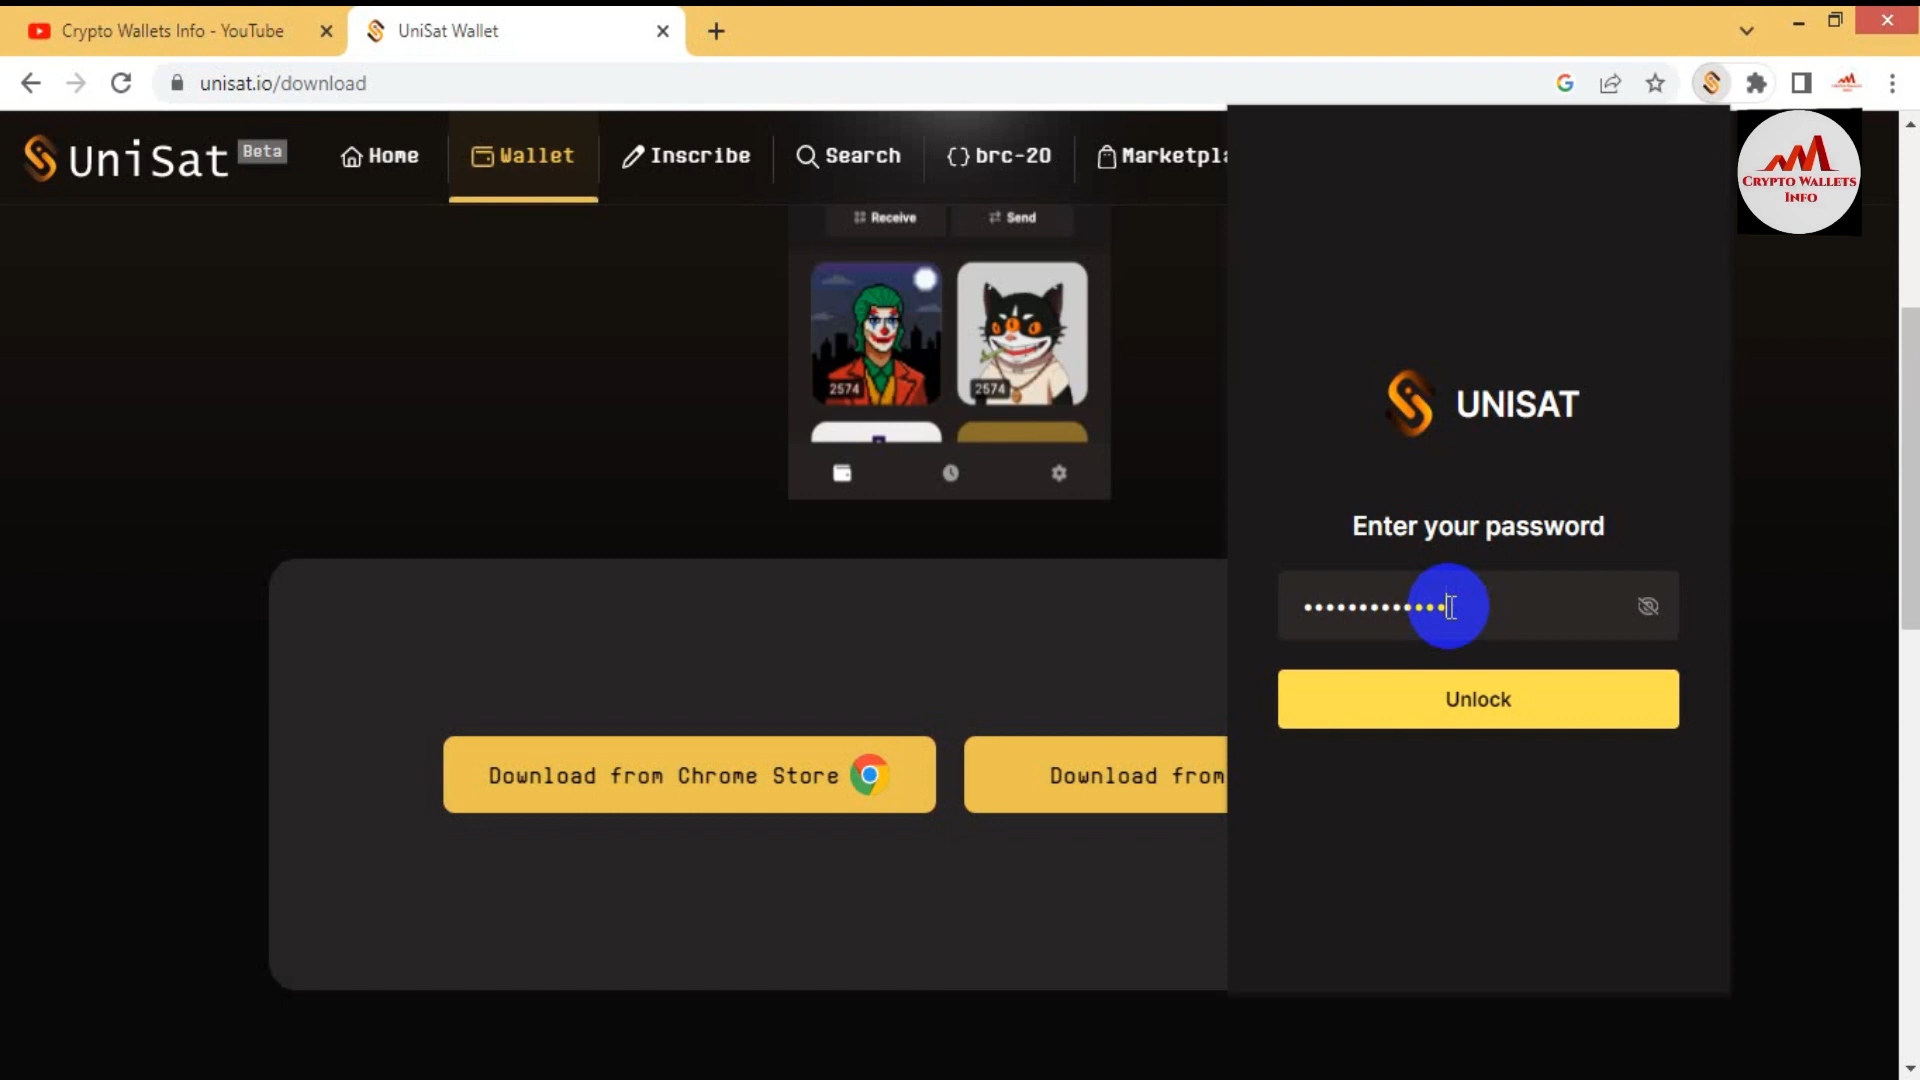 Crypto Wallets Info - YouTube
UniSat Wallet
unisat.io/download
UniSat Beta
Home
Wallet
Inscribe
Search
brc-20
Marketpla
CRYPTO WALLETS
INFO
Receive
Send
2574
2574
UNISAT
Enter your password
Unlock
Download from Chrome Store
Download from